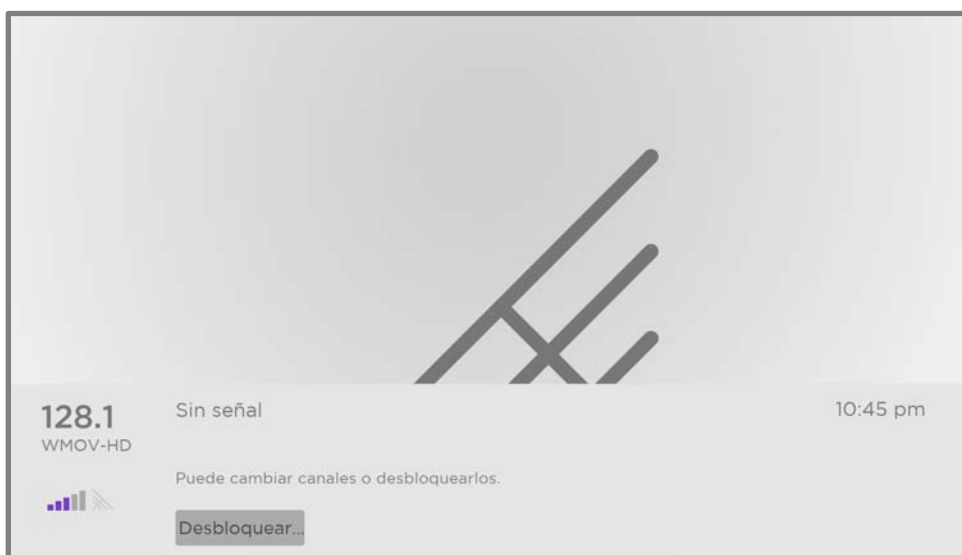 128.1
WMOV-HD
Sin señal
10:45 pm
Puede cambiar canales o desbloquearlos.
Desbloquear...